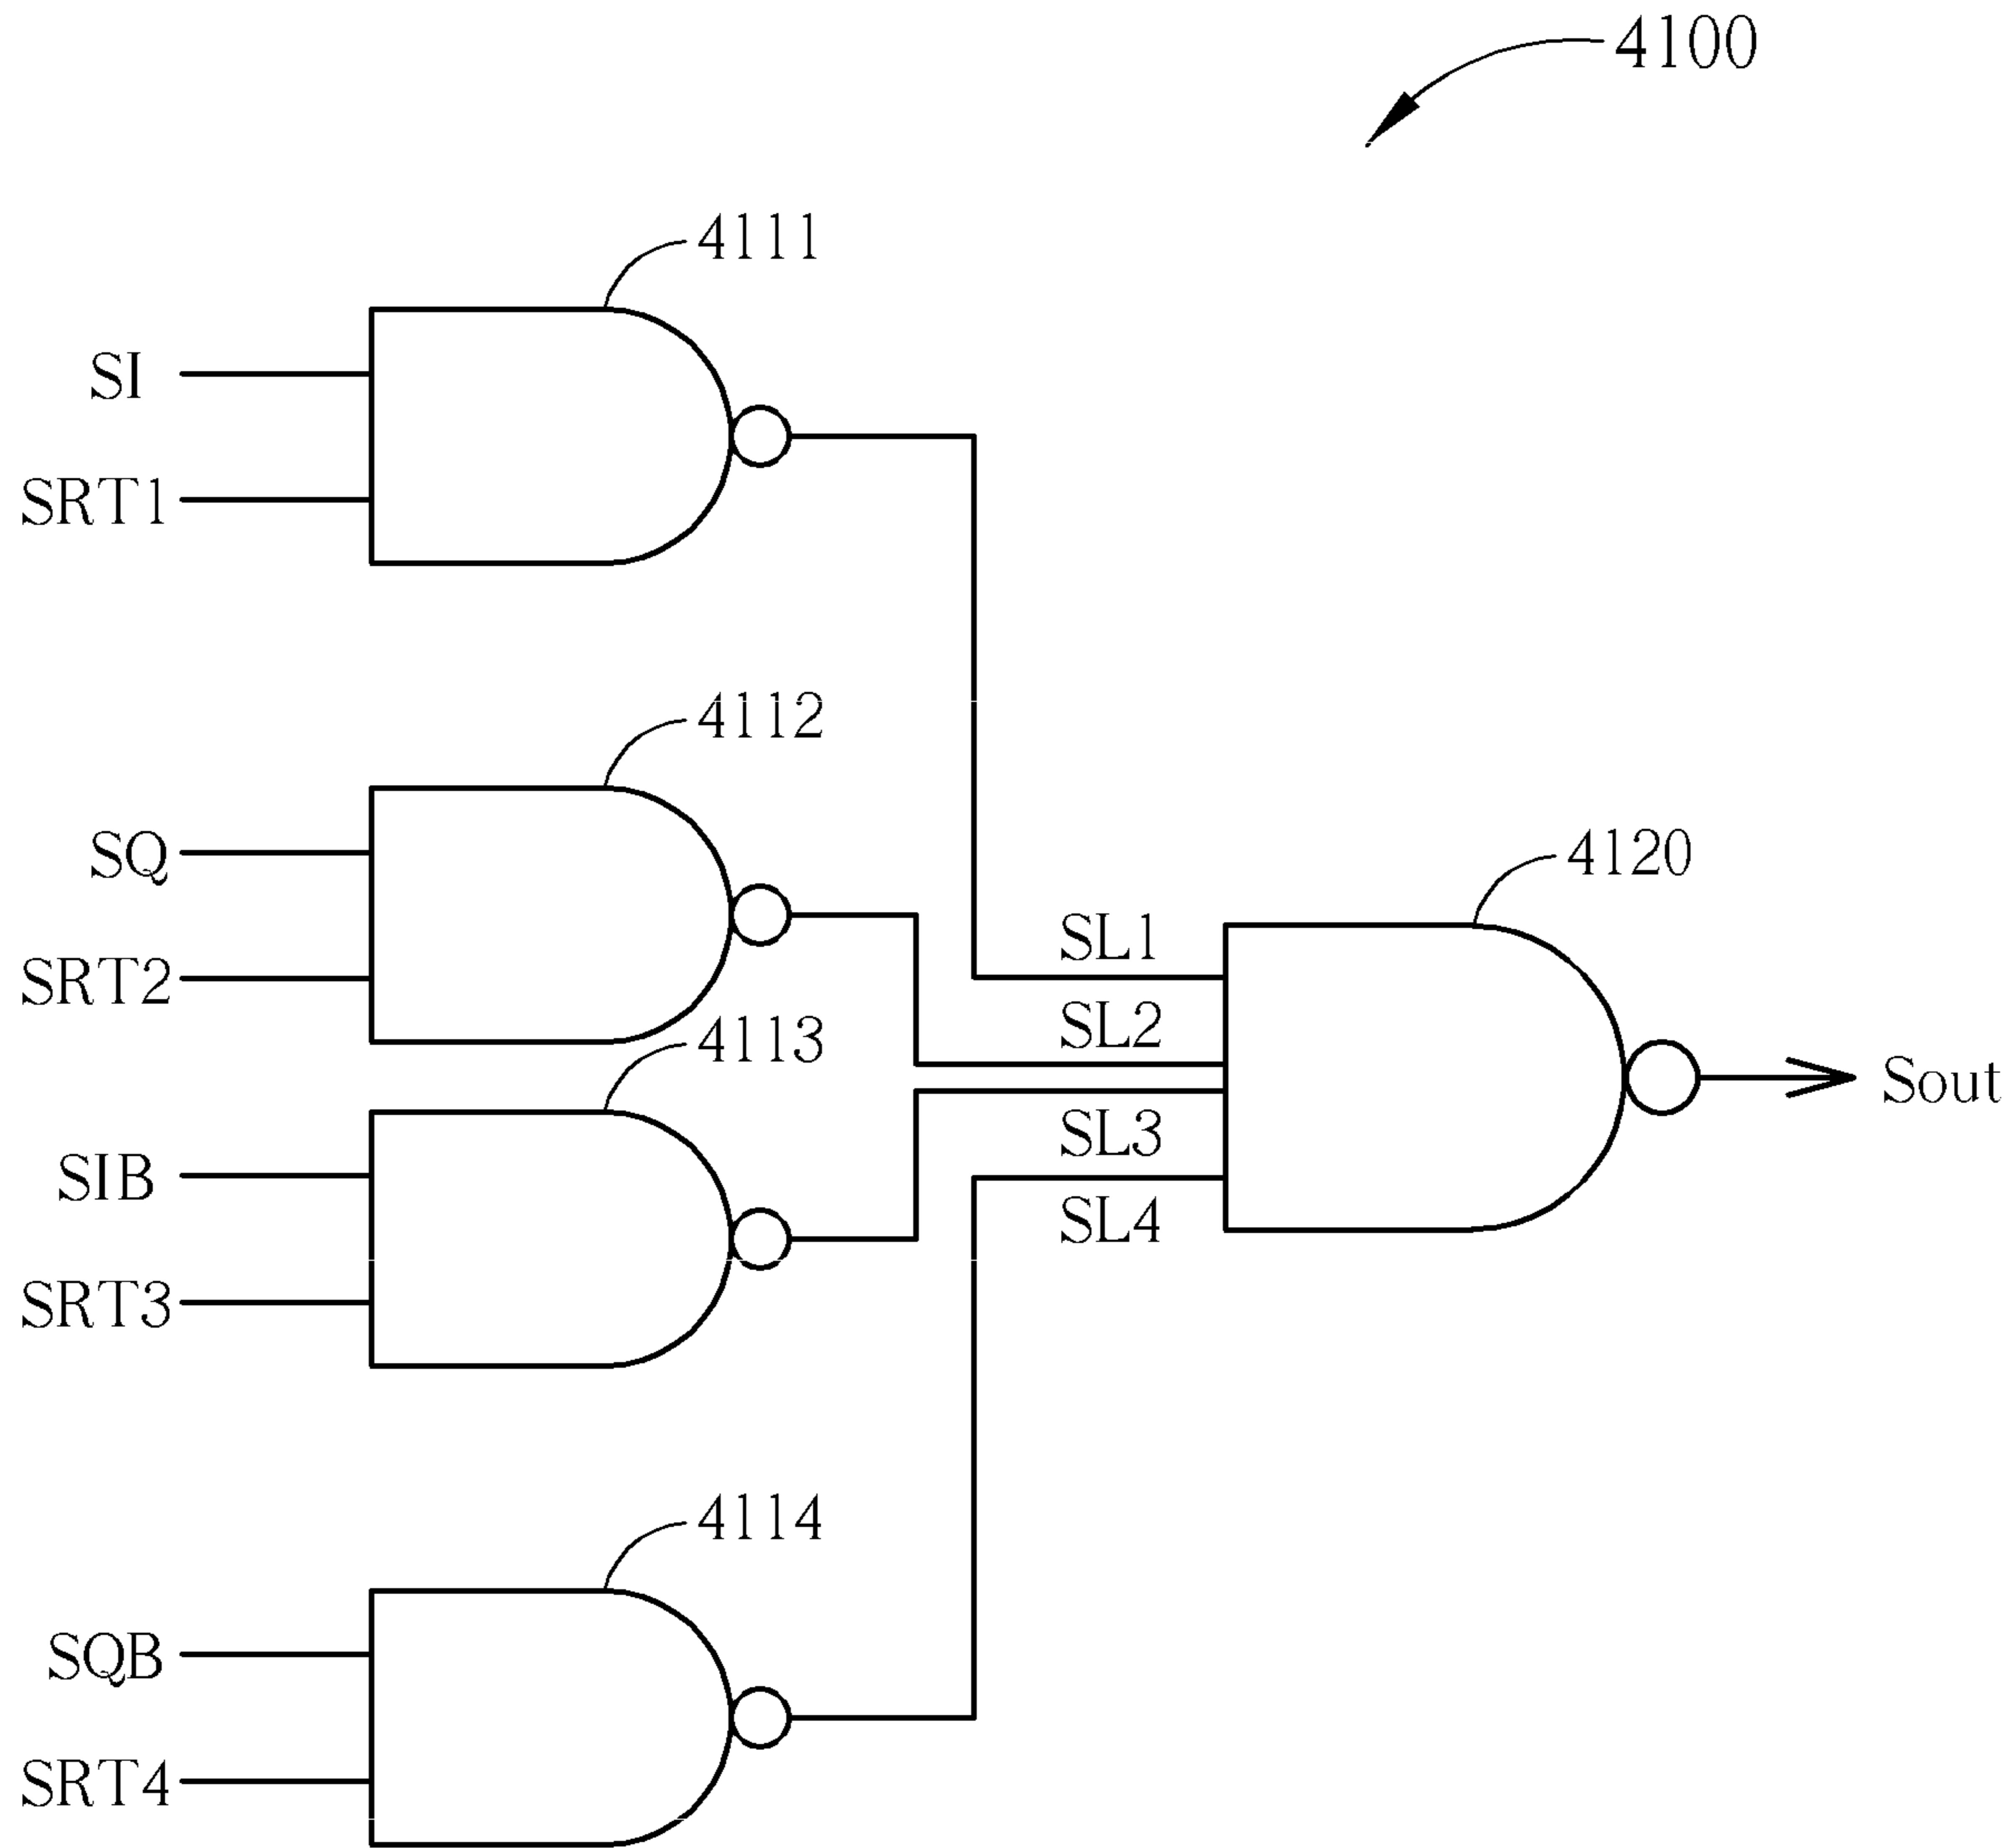 4100
4111
SI
SRT1
4112
SQ
SRT2
4113
SIB
SRT3
4114
SQB
SRT4
SL1
SL2
SL3
SL4
4120
Sout